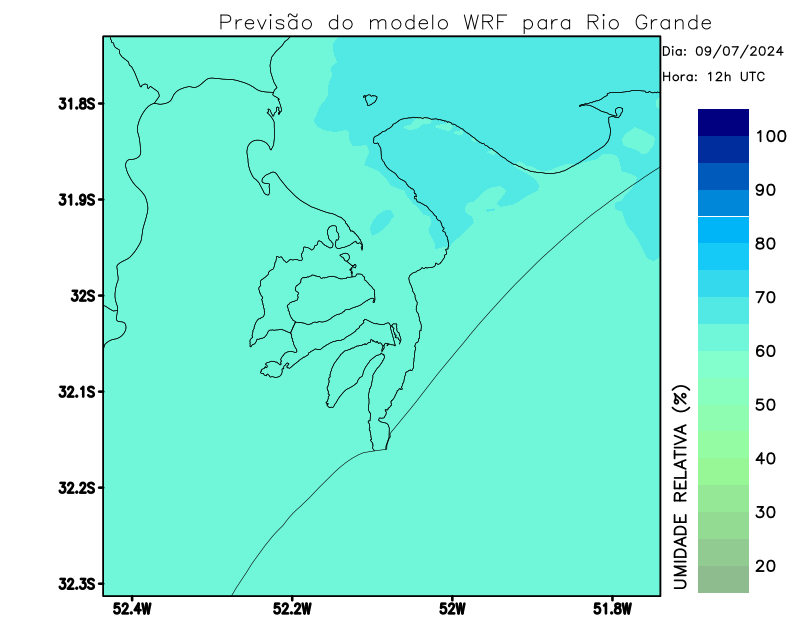 Previsão do modelo WRF para Rio Grande
Dia: 09/07/2024
Hora: 12h UTC
31.8S
31.9S
32S
32.1S
32.2S
32.3S
52.4W
52.2W
52W
51.8W
100
90
80
70
60
50
40
30
20
UMIDADE RELATIVA (%)